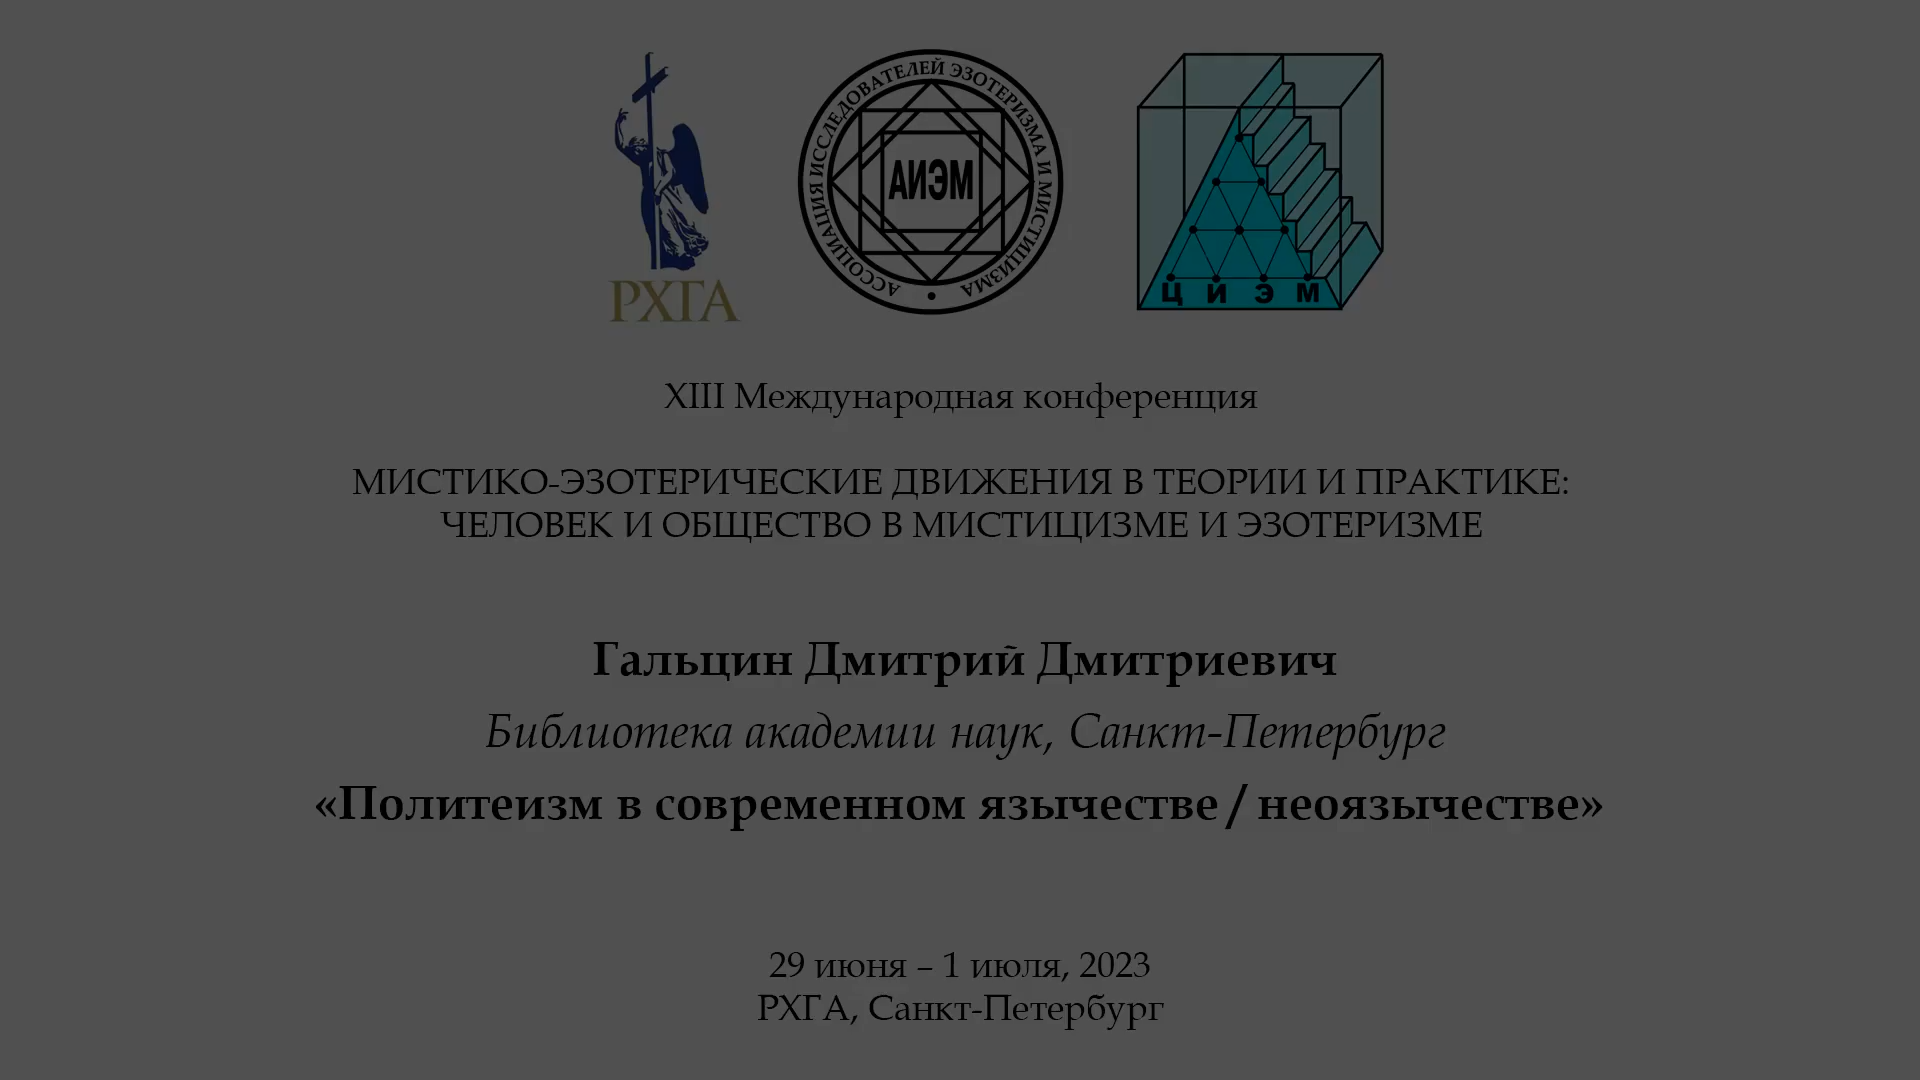 РХГА
АССОЦИАЦИЯ ИССЛЕДОВАТЕЛЕЙ ЭЗОТЕРИЗМА И МИСТИЦИЗМА
АИЭМ
Ц И Э М
XIII Международная конференция
МИСТИКО-ЭЗОТЕРИЧЕСКИЕ ДВИЖЕНИЯ В ТЕОРИИ И ПРАКТИКЕ:
ЧЕЛОВЕК И ОБЩЕСТВО В МИСТИЦИЗМЕ И ЭЗОТЕРИЗМЕ
Гальцин Дмитрий Дмитриевич
Библиотека академии наук, Санкт-Петербург
«Политеизм в современном язычестве / неоязычестве»
29 июня – 1 июля, 2023
РХГА, Санкт-Петербург